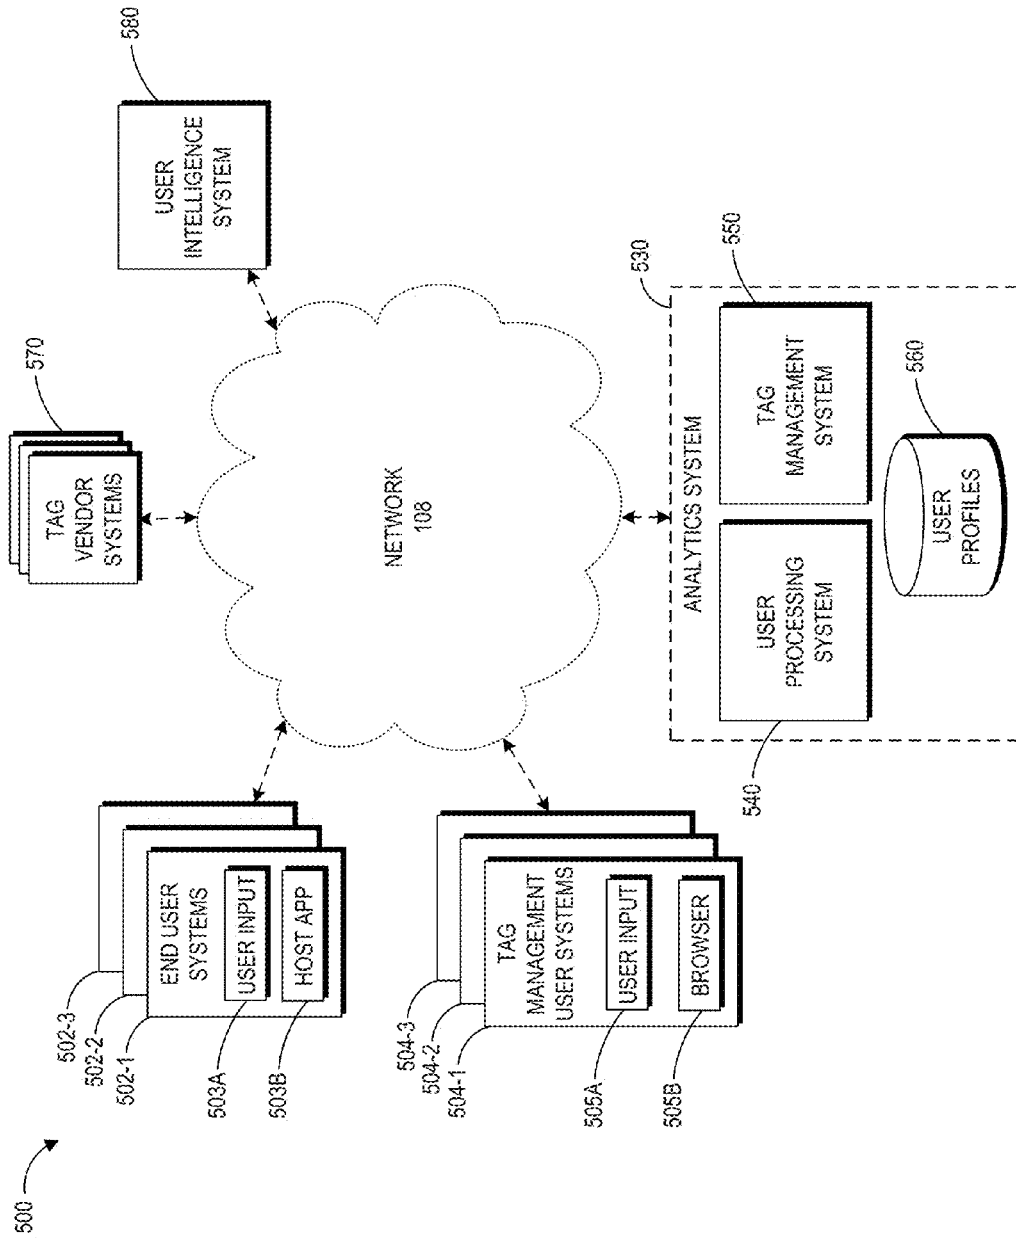 500
502-3
502-2
502-1
503A
503B
END USER
SYSTEMS
USER INPUT
HOST APP
504-3
504-2
504-1
505A
505B
TAG
MANAGEMENT
USER SYSTEMS
USER INPUT
BROWSER
TAG
VENDOR
SYSTEMS
570
USER
INTELLIGENCE
SYSTEM
580
NETWORK
108
ANALYTICS SYSTEM
530
USER
PROCESSING
SYSTEM
540
TAG
MANAGEMENT
SYSTEM
550
USER
PROFILES
560